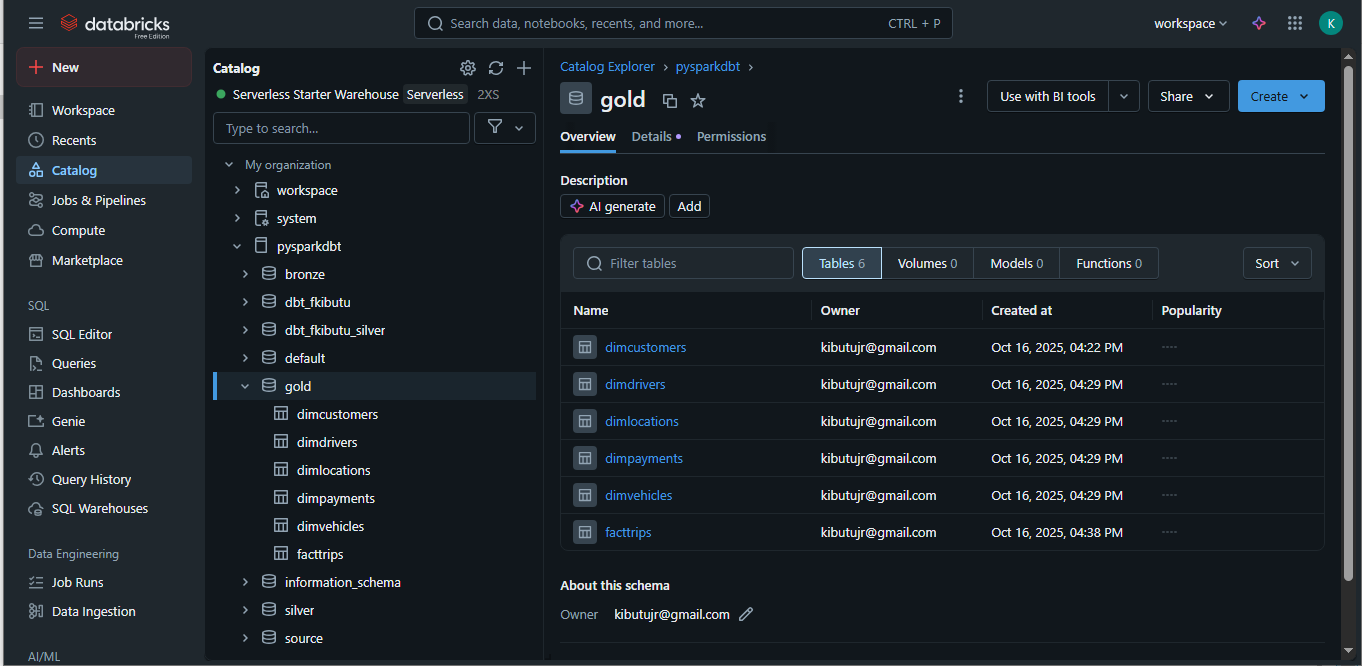 databricks
Free Edition
Search data, notebooks, recents, and more...
CTRL + P
workspace
K
New
Workspace
Recents
Catalog
Jobs & Pipelines
Compute
Marketplace
SQL
SQL Editor
Queries
Dashboards
Genie
Alerts
Query History
SQL Warehouses
Data Engineering
Job Runs
Data Ingestion
AI/ML
Catalog
Serverless Starter Warehouse Serverless 2XS
Type to search...
My organization
workspace
system
pysparkdbt
bronze
dbt_fkibutu
dbt_fkibutu_silver
default
gold
dimcustomers
dimdrivers
dimlocations
dimpayments
dimvehicles
facttrips
information_schema
silver
source
Catalog Explorer › pysparkdbt ›
gold
Use with BI tools
Share
Create
Overview Details Permissions
Description
AI generate Add
Filter tables
Tables 6 Volumes 0 Models 0 Functions 0
Sort
Name Owner Created at Popularity
dimcustomers kibutujr@gmail.com Oct 16, 2025, 04:22 PM ----
dimdrivers kibutujr@gmail.com Oct 16, 2025, 04:29 PM ----
dimlocations kibutujr@gmail.com Oct 16, 2025, 04:29 PM ----
dimpayments kibutujr@gmail.com Oct 16, 2025, 04:29 PM ----
dimvehicles kibutujr@gmail.com Oct 16, 2025, 04:29 PM ----
facttrips kibutujr@gmail.com Oct 16, 2025, 04:38 PM ----
About this schema
Owner kibutujr@gmail.com